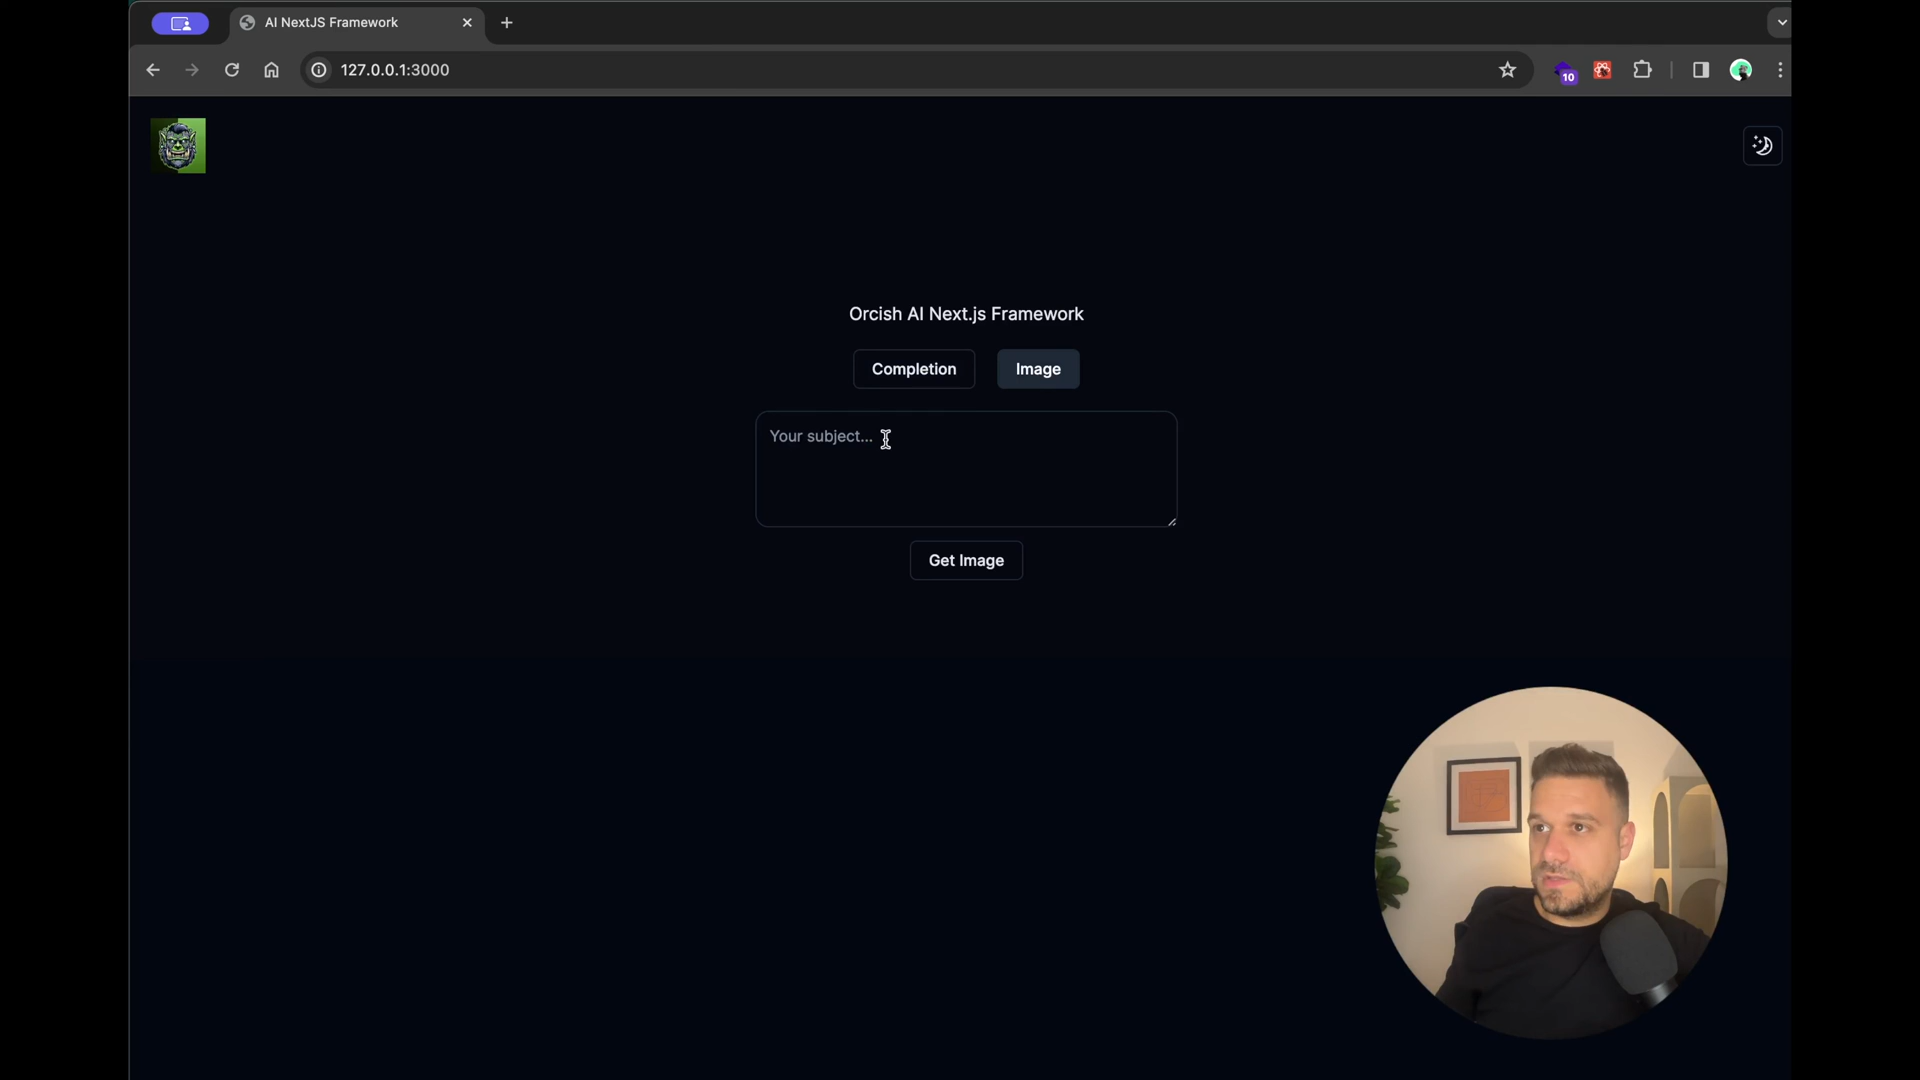 AI NextJS Framework
127.0.0.1:3000
10
Orcish AI Next.js Framework
Completion
Image
Your subject...
Get Image